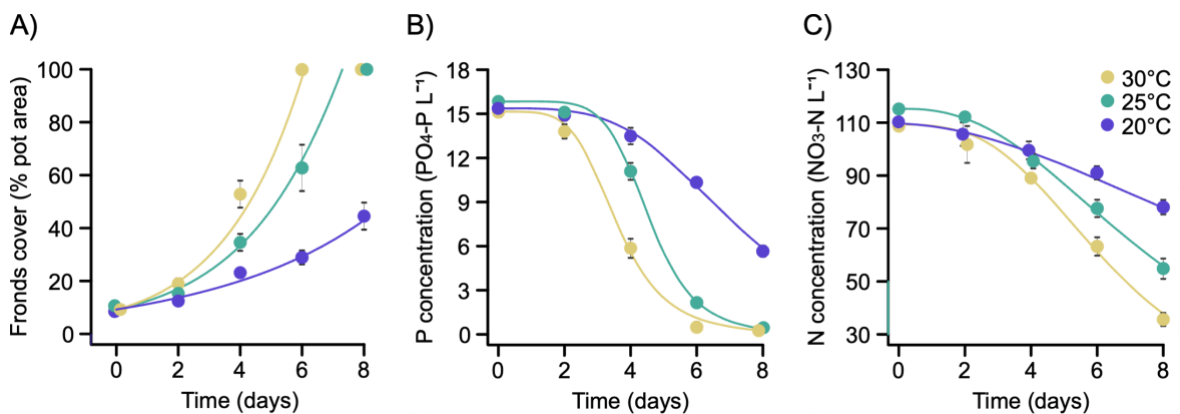 A)
Fronds cover (% pot area)
100
80
60
40
20
0
0 2 4 6 8
Time (days)
B)
P concentration (PO₄-P L⁻¹)
18
15
12
9
6
3
0
0 2 4 6 8
Time (days)
C)
N concentration (NO₃-N L⁻¹)
130
110
90
70
50
30
0 2 4 6 8
Time (days)
30°C
25°C
20°C